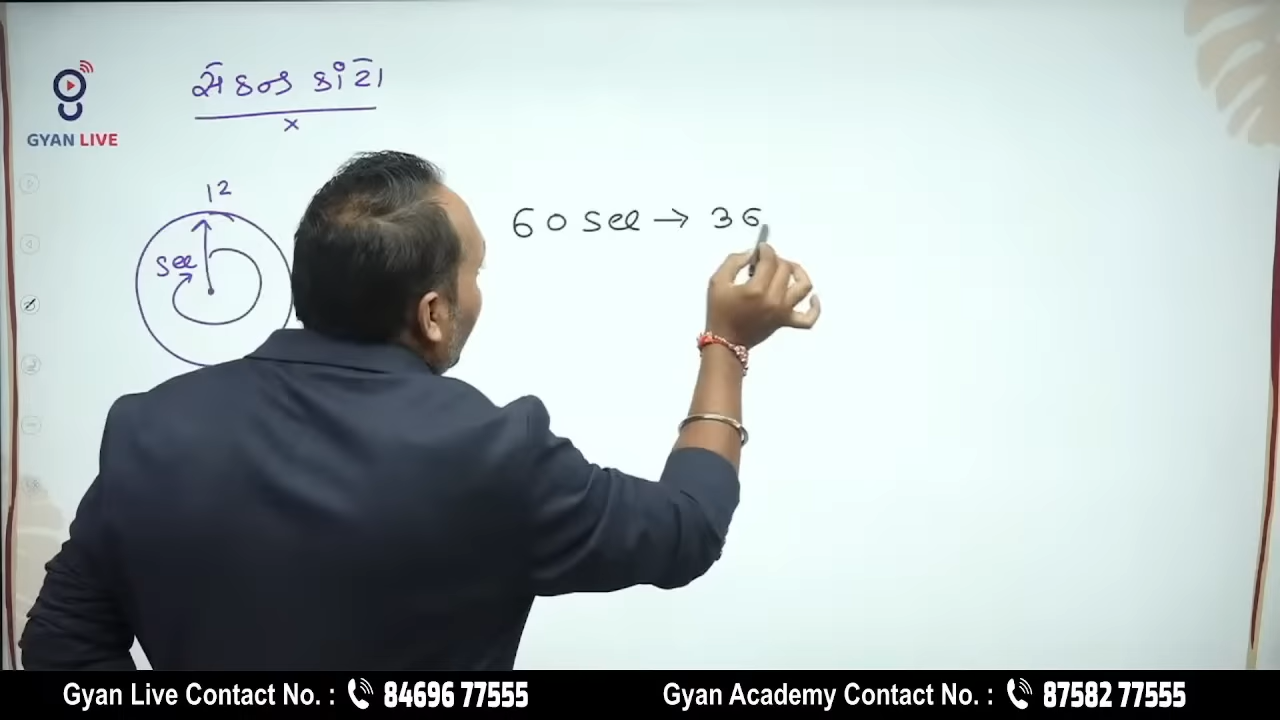 સેકન્ડ કાંટા
x
GYAN LIVE
12
sec
60 sec → 36
Gyan Live Contact No. : 84696 77555
Gyan Academy Contact No. : 87582 77555